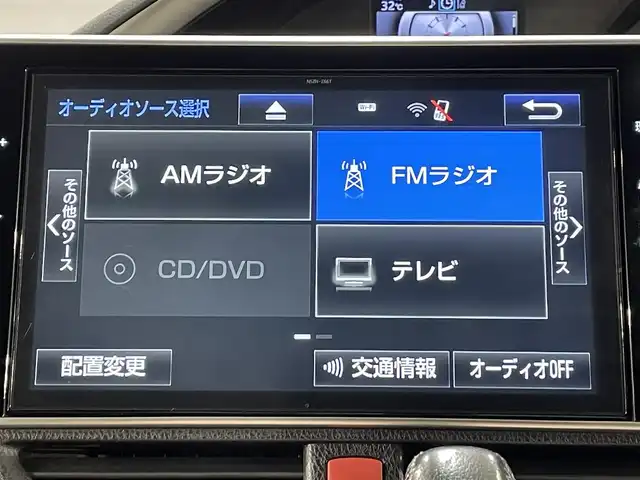 32℃
オーディオソース選択
Wi-Fi
AMラジオ
FMラジオ
その他のソース
その他のソース
CD/DVD
テレビ
配置変更
交通情報
オーディオOFF